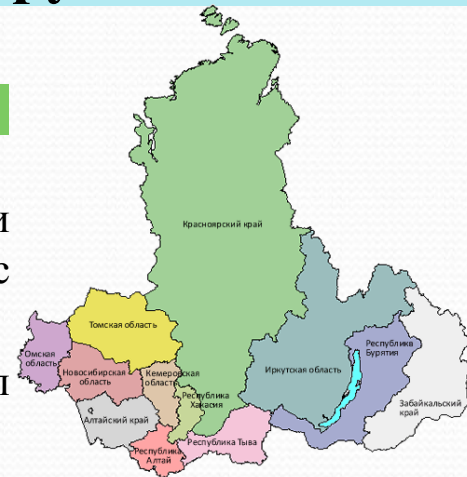 ру
и
с
ы
Красноярский край
Томская область
Омская
область
Новосибирская
область
Кемеровская
область
Республика
Хакасия
Алтайский край
Республика
Алтай
Республика Тыва
Иркутская область
Республика
Бурятия
Забайкальский
край